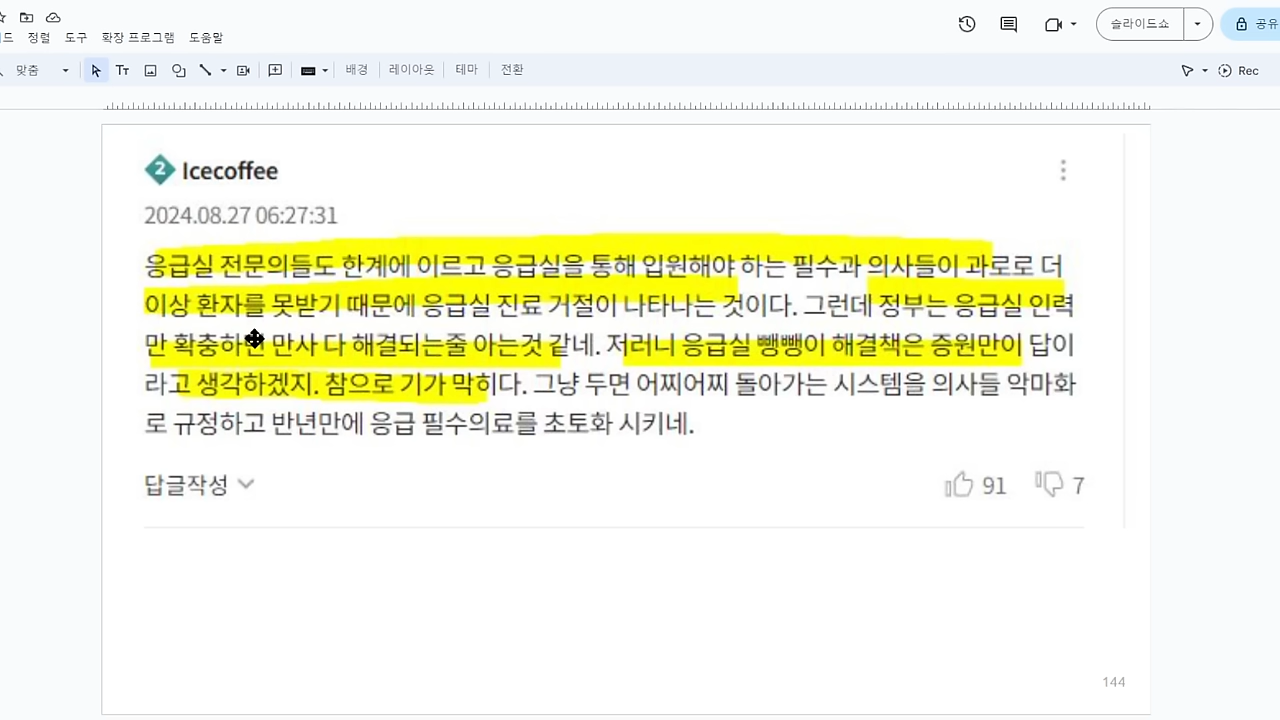 정렬 도구 확장 프로그램 도움말
슬라이드쇼
공유
맞춤
배경 레이아웃 테마 전환
Rec
2 Icecoffee
2024.08.27 06:27:31
응급실 전문의들도 한계에 이르고 응급실을 통해 입원해야 하는 필수과 의사들이 과로로 더
이상 환자를 못받기 때문에 응급실 진료 거절이 나타나는 것이다. 그런데 정부는 응급실 인력
만 확충하면 만사 다 해결되는줄 아는것 같네. 저러니 응급실 뺑뺑이 해결책은 증원만이 답이
라고 생각하겠지. 참으로 기가 막히다. 그냥 두면 어찌어찌 돌아가는 시스템을 의사들 악마화
로 규정하고 반년만에 응급 필수의료를 초토화 시키네.
답글작성
91
7
144